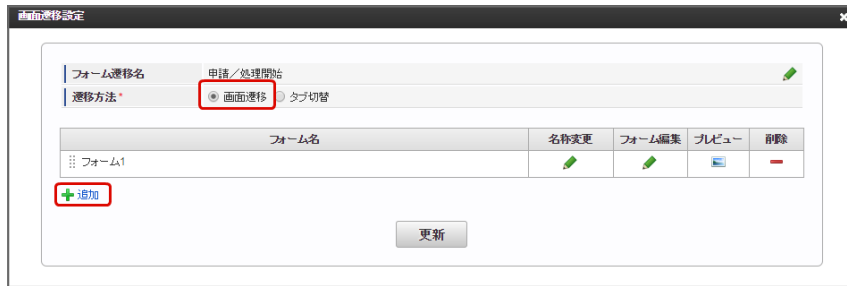 画面遷移設定
フォーム遷移名 申請/処理開始
遷移方法* 画面遷移 タブ切替
フォーム名 名称変更 フォーム編集 プレビュー 削除
フォーム1
追加
更新